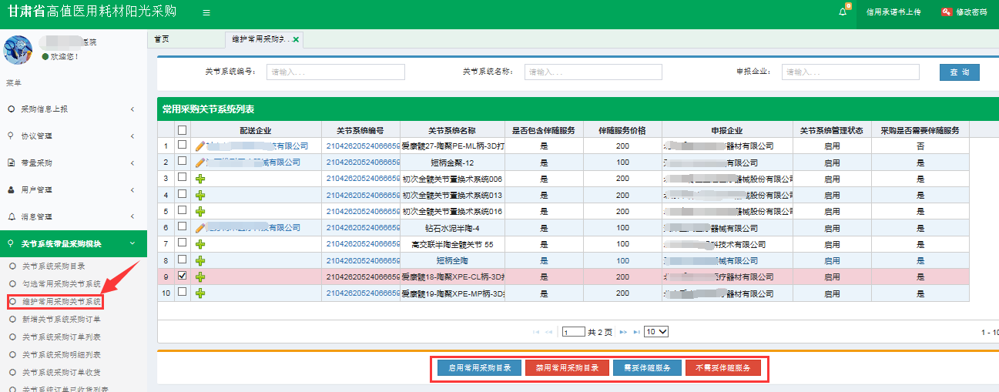 甘肃省高值医用耗材阳光采购
8
信用承诺书上传
修改密码
医院
欢迎您！
菜单
采购信息上报
协议管理
带量采购
用户管理
消息管理
关节系统带量采购模块
关节系统采购目录
勾选常用采购关节系统
维护常用采购关节系统
新增关节系统采购订单
关节系统采购订单列表
关节系统采购明细列表
关节系统采购订单收货
关节系统订单已收货列表
首页
维护常用采购关..
关节系统编号： 请输入...
关节系统名称： 请输入...
申报企业： 请输入...
查 询
常用采购关节系统列表
配送企业 关节系统编号 关节系统名称 是否包含伴随服务 伴随服务价格 申报企业 关节系统管理状态 采购是否需要伴随服务
1 有限公司 21042620524066659 爱康髋27-陶聚PE-ML柄-3D打 是 200 器材有限公司 启用 否
2 器械有限公司 21042620524066659 短柄金聚-12 是 100 有限公司 启用 是
3 21042620524066659 初次全髋关节置换术系统006 是 200 器械股份有限公司 启用 是
4 21042620524066659 初次全髋关节置换术系统013 是 200 械股份有限公司 启用 是
5 21042620524066659 初次全髋关节置换术系统016 是 200 器械股份有限公司 启用 是
6 有限公司 21042620524066659 钻石水泥半陶-4 是 100 器械有限公司 启用 是
7 21042620524066659 高交联半陶全髋关节 55 是 100 科技术有限公司 启用 是
8 21042620524066659 短柄金陶 是 100 器械有限公司 启用 是
9 21042620524066659 爱康髋18-陶聚XPE-CL柄-3D打 是 200 疗器材有限公司 启用 是
10 21042620524066659 爱康髋19-陶聚XPE-MP柄-3D 是 200 器材有限公司 启用 是
1 共 2 页 10
1 - 10
启用常用采购目录
禁用常用采购目录
需要伴随服务
不需要伴随服务